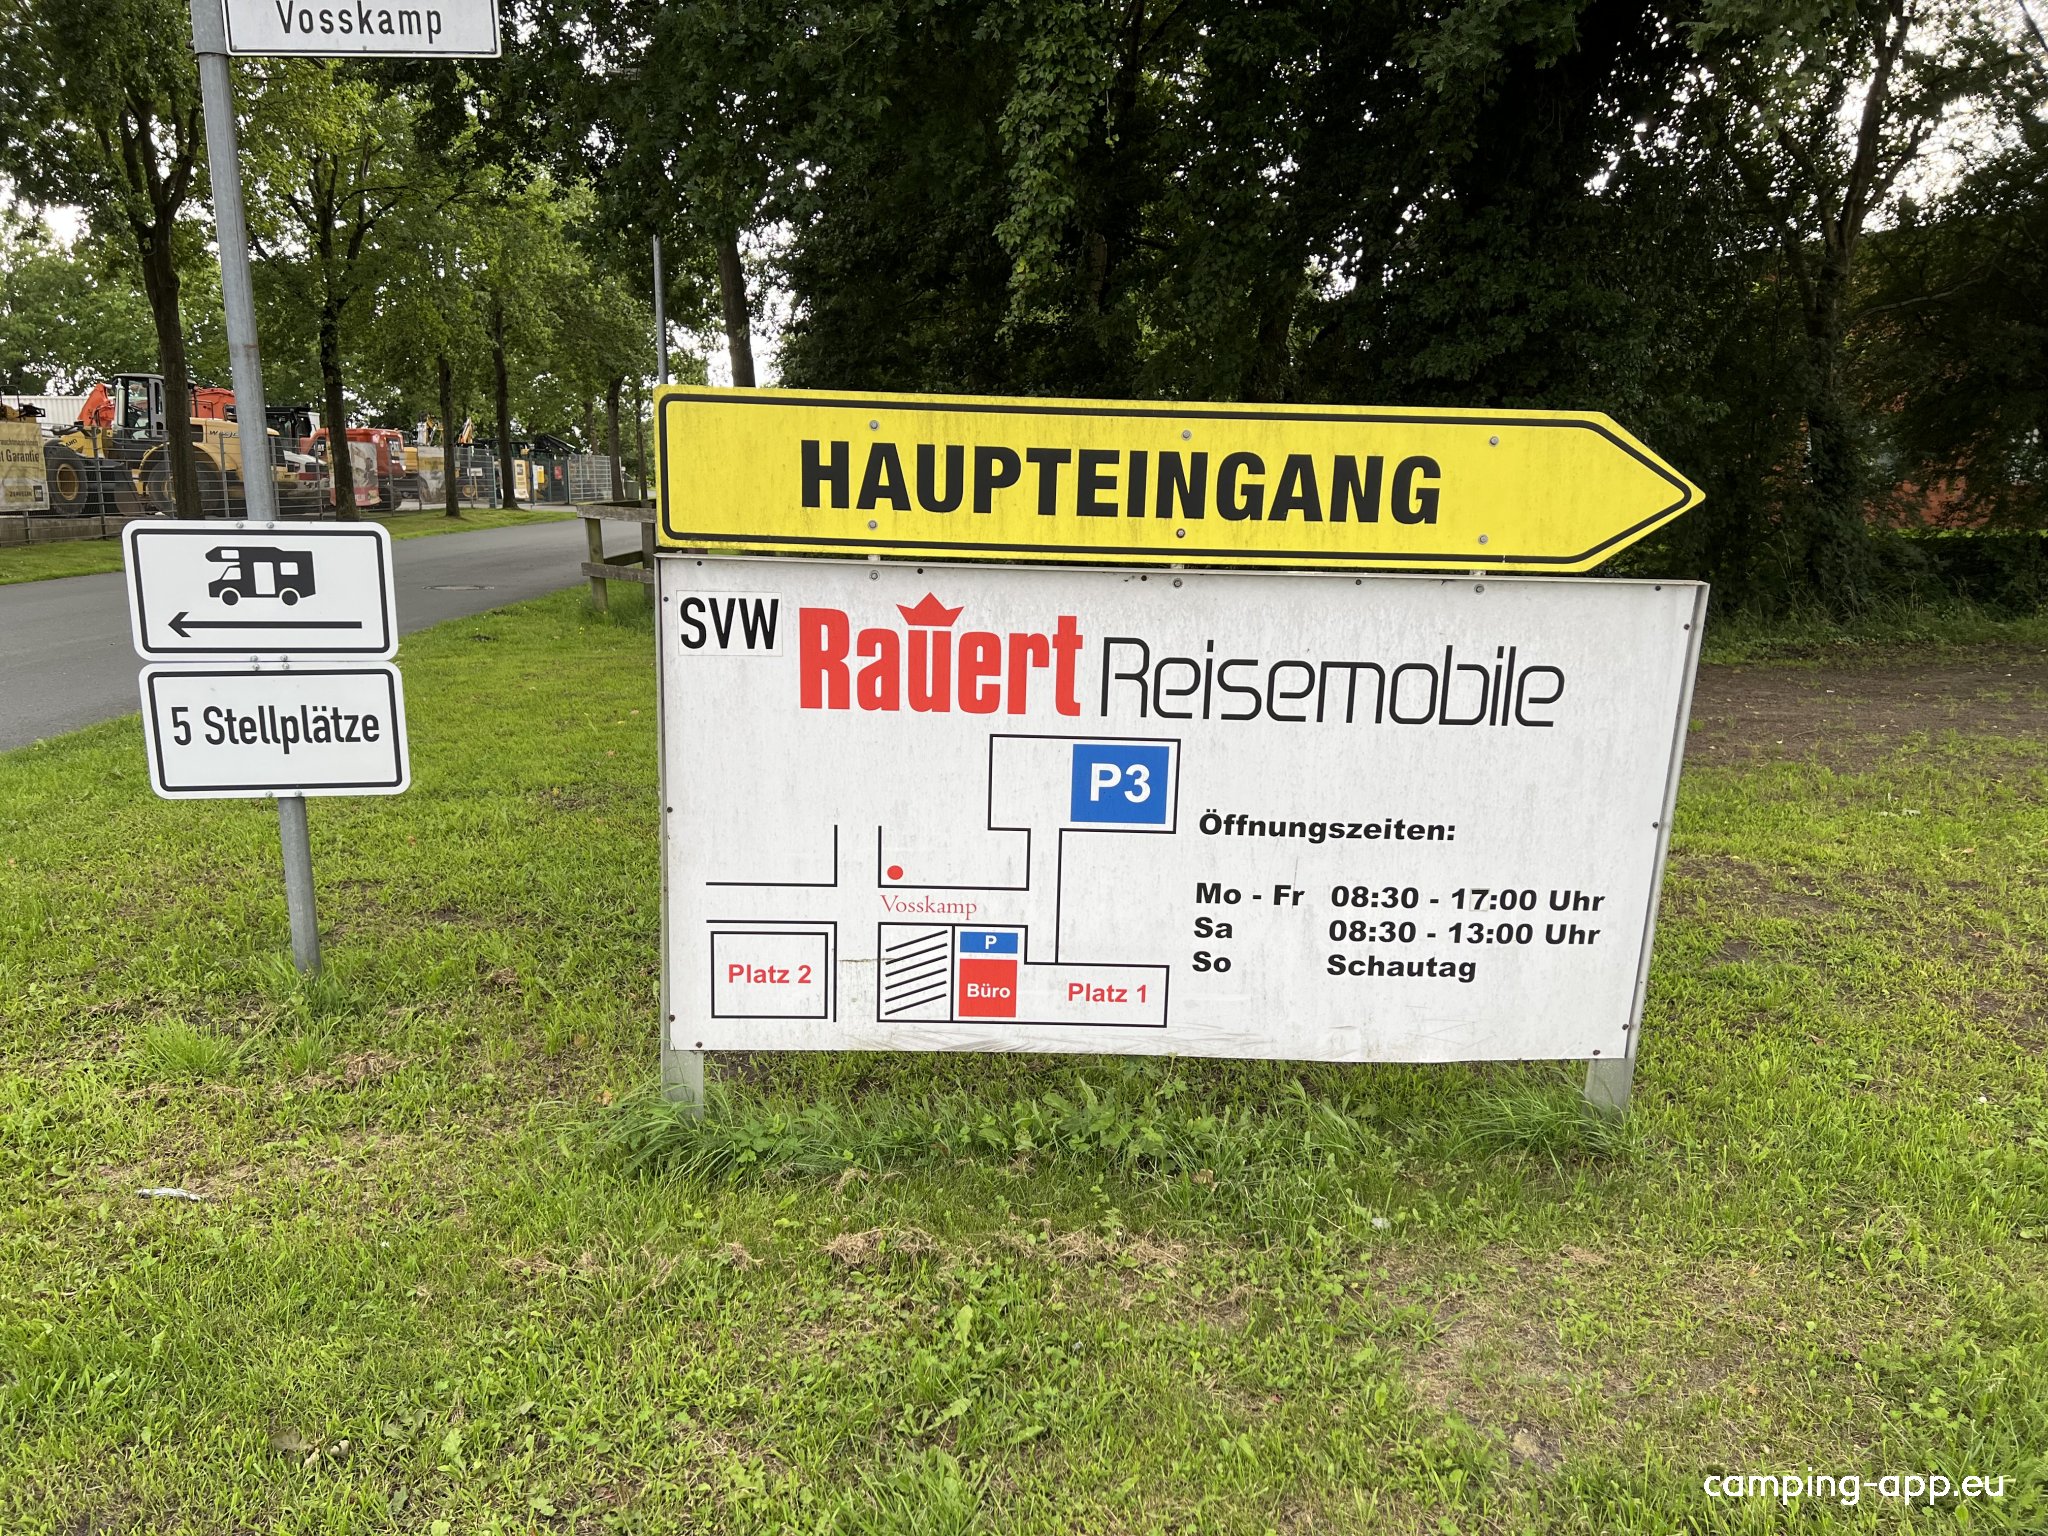 Vosskamp
t Garantie
HAUPTEINGANG
5 Stellplätze
SVW Rauert Reisemobile
P3
Öffnungszeiten:
Mo - Fr 08:30 - 17:00 Uhr
Sa 08:30 - 13:00 Uhr
So Schautag
Vosskamp
P
Platz 2
Büro
Platz 1
camping-app.eu